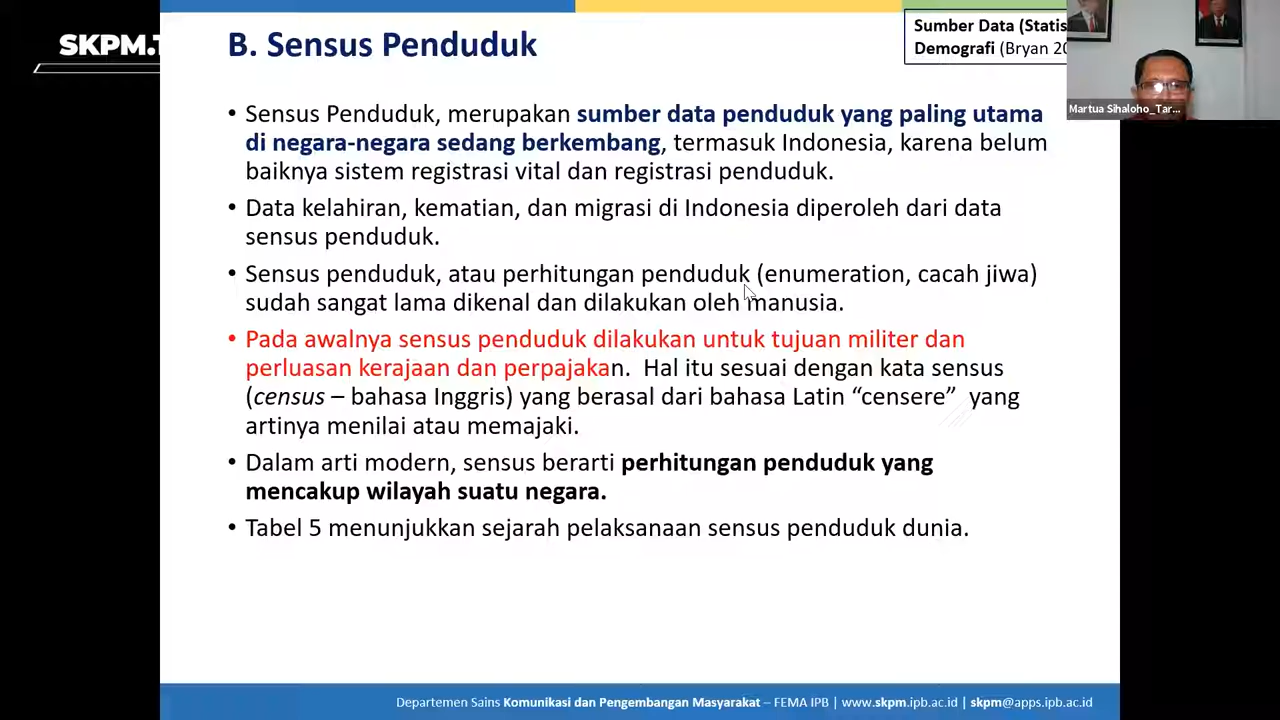 SKPM.T
B. Sensus Penduduk
Sumber Data (Statis
Demografi (Bryan 20
Martua Sihaloho_Tar...
• Sensus Penduduk, merupakan sumber data penduduk yang paling utama
di negara-negara sedang berkembang, termasuk Indonesia, karena belum
baiknya sistem registrasi vital dan registrasi penduduk.
• Data kelahiran, kematian, dan migrasi di Indonesia diperoleh dari data
sensus penduduk.
• Sensus penduduk, atau perhitungan penduduk (enumeration, cacah jiwa)
sudah sangat lama dikenal dan dilakukan oleh manusia.
• Pada awalnya sensus penduduk dilakukan untuk tujuan militer dan
perluasan kerajaan dan perpajakan. Hal itu sesuai dengan kata sensus
(census – bahasa Inggris) yang berasal dari bahasa Latin “censere” yang
artinya menilai atau memajaki.
• Dalam arti modern, sensus berarti perhitungan penduduk yang
mencakup wilayah suatu negara.
• Tabel 5 menunjukkan sejarah pelaksanaan sensus penduduk dunia.
Departemen Sains Komunikasi dan Pengembangan Masyarakat – FEMA IPB | www.skpm.ipb.ac.id | skpm@apps.ipb.ac.id